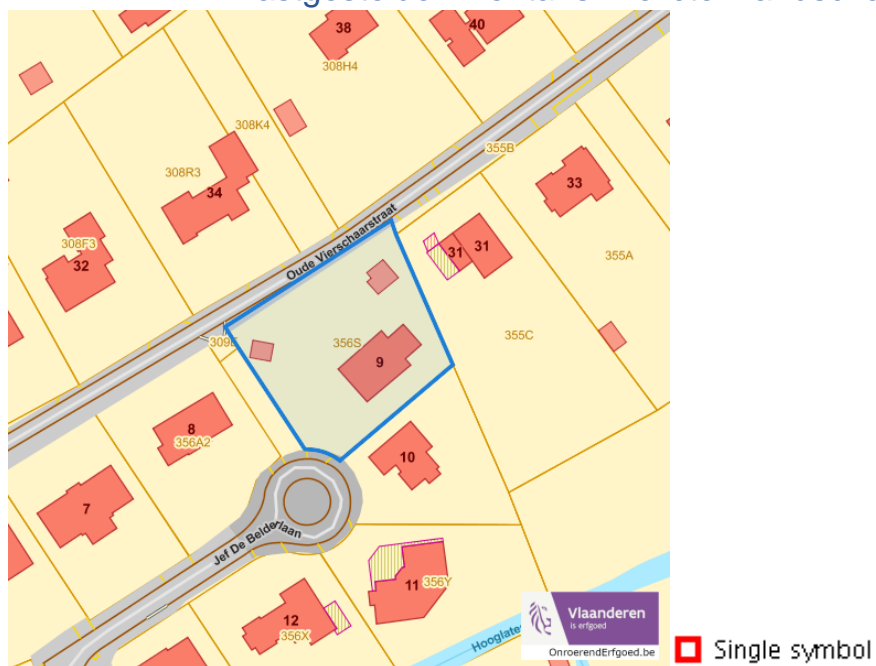 38
40
308H4
308K4
355B
308R3
34
33
Oude Vierschaarstraat
308F3
32
31
31
355A
309E
356S
355C
9
8
356A2
10
7
Jef De Belderlaan
11
356Y
12
356X
Vlaanderen
is erfgoed
OnroerendErfgoed.be
Single symbol